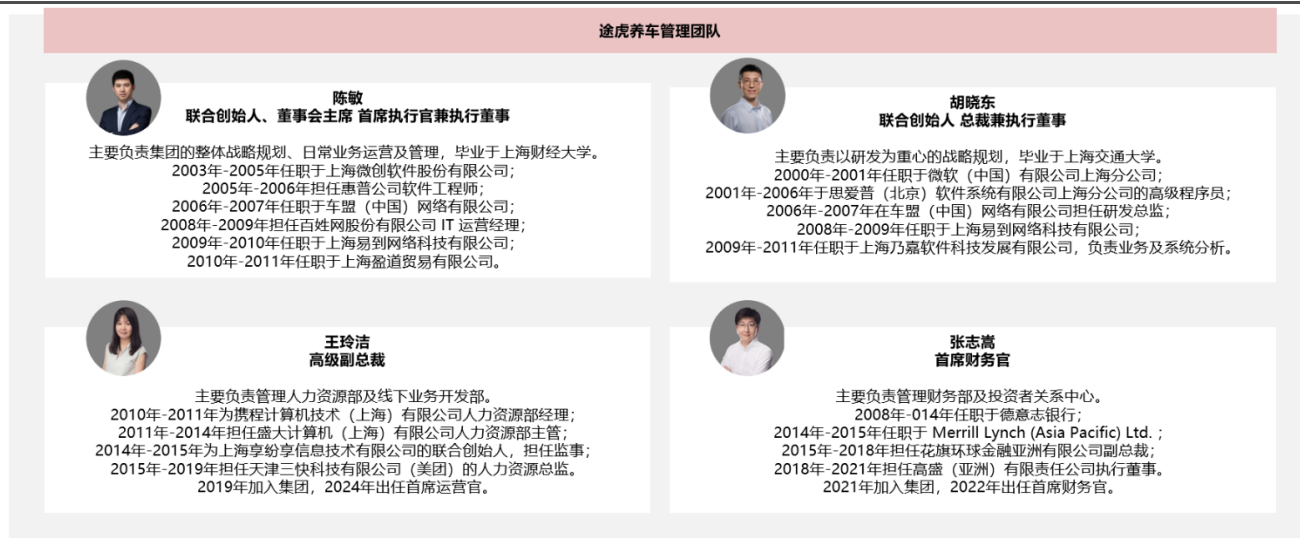 途虎养车管理团队
陈敏
联合创始人、董事会主席 首席执行官兼执行董事
主要负责集团的整体战略规划、日常业务运营及管理，毕业于上海财经大学。
2003年-2005年任职于上海微创软件股份有限公司；
2005年-2006年担任惠普公司软件工程师；
2006年-2007年任职于车盟（中国）网络有限公司；
2008年-2009年担任百姓网股份有限公司 IT 运营经理；
2009年-2010年任职于上海易到网络科技有限公司；
2010年-2011年任职于上海盈道贸易有限公司。
胡晓东
联合创始人 总裁兼执行董事
主要负责以研发为重心的战略规划，毕业于上海交通大学。
2000年-2001年任职于微软（中国）有限公司上海分公司；
2001年-2006年于思爱普（北京）软件系统有限公司上海分公司的高级程序员；
2006年-2007年在车盟（中国）网络有限公司担任研发总监；
2008年-2009年任职于上海易到网络科技有限公司；
2009年-2011年任职于上海乃嘉软件科技发展有限公司，负责业务及系统分析。
王玲洁
高级副总裁
主要负责管理人力资源部及线下业务开发部。
2010年-2011年为携程计算机技术（上海）有限公司人力资源部经理；
2011年-2014年担任盛大计算机（上海）有限公司人力资源部主管；
2014年-2015年为上海享纷享信息技术有限公司的联合创始人，担任监事；
2015年-2019年担任天津三快科技有限公司（美团）的人力资源总监。
2019年加入集团，2024年出任首席运营官。
张志嵩
首席财务官
主要负责管理财务部及投资者关系中心。
2008年-014年任职于德意志银行；
2014年-2015年任职于 Merrill Lynch (Asia Pacific) Ltd.；
2015年-2018年担任花旗环球金融亚洲有限公司副总裁；
2018年-2021年担任高盛（亚洲）有限责任公司执行董事。
2021年加入集团，2022年出任首席财务官。